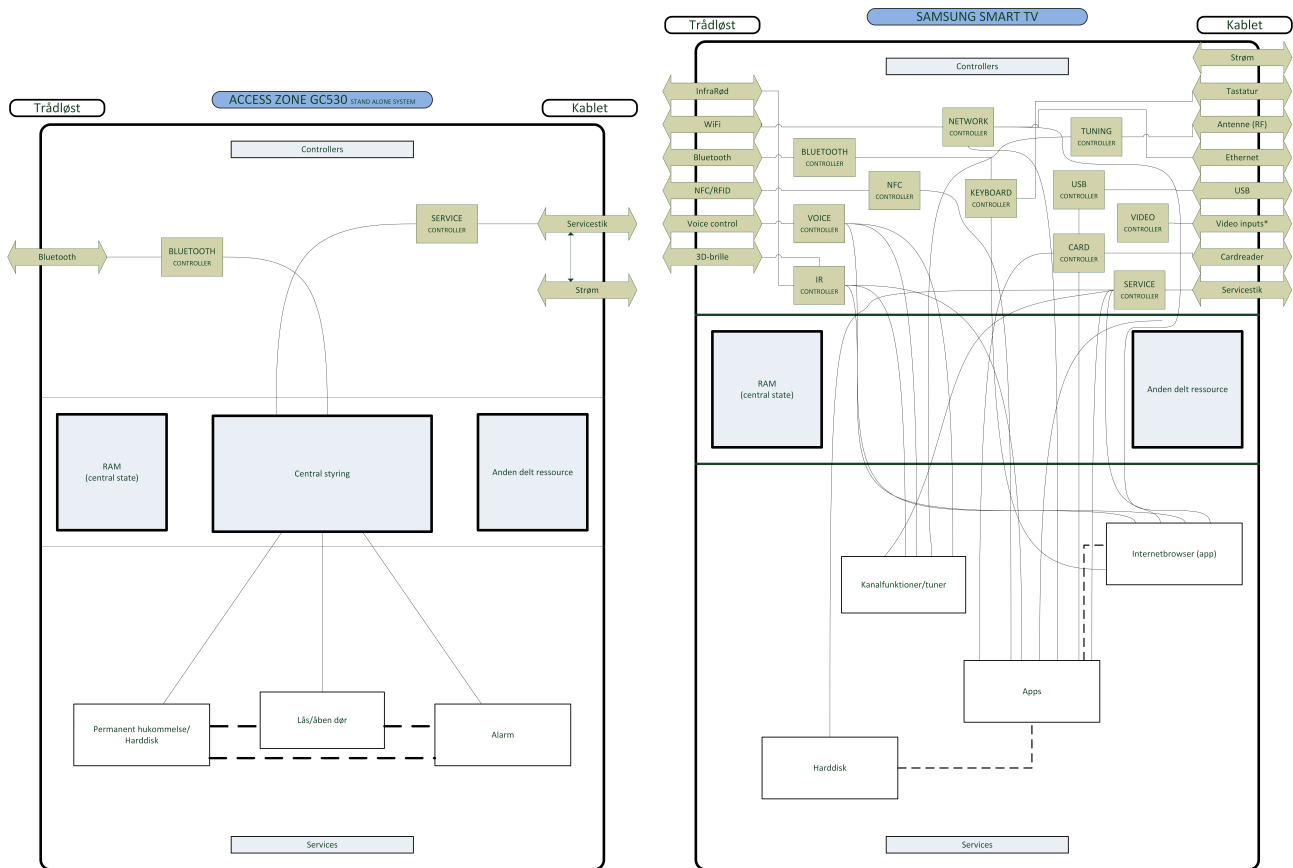 ACCESS ZONE GC530 STAND ALONE SYSTEM
Trådløst
Kablet
Controllers
SERVICE
CONTROLLER
Servicestik
Bluetooth
BLUETOOTH
CONTROLLER
Strøm
RAM
(central state)
Central styring
Anden delt ressource
Permanent hukommelse/
Harddisk
Lås/åben dør
Alarm
Services
SAMSUNG SMART TV
Trådløst
Kablet
Controllers
Strøm
InfraRød
Tastatur
WiFi
NETWORK
CONTROLLER
TUNING
CONTROLLER
Antenne (RF)
Bluetooth
BLUETOOTH
CONTROLLER
Ethernet
NFC/RFID
NFC
CONTROLLER
KEYBOARD
CONTROLLER
USB
CONTROLLER
USB
Voice control
VOICE
CONTROLLER
VIDEO
CONTROLLER
Video inputs*
3D-brille
CARD
CONTROLLER
Cardreader
IR
CONTROLLER
SERVICE
CONTROLLER
Servicestik
RAM
(central state)
Anden delt ressource
Internetbrowser (app)
Kanalfunktioner/tuner
Apps
Harddisk
Services